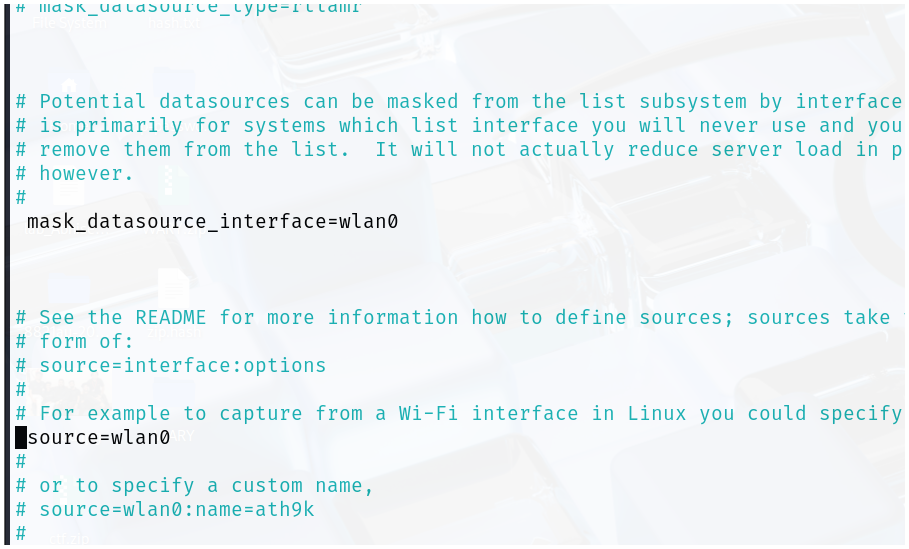 # mask_datasource_type=rtlamr
# Potential datasources can be masked from the list subsystem by interface
# is primarily for systems which list interface you will never use and you
# remove them from the list.  It will not actually reduce server load in p
# however.
#
 mask_datasource_interface=wlan0
# See the README for more information how to define sources; sources take
# form of:
# source=interface:options
#
# For example to capture from a Wi-Fi interface in Linux you could specify
 source=wlan0
#
# or to specify a custom name,
# source=wlan0:name=ath9k
#